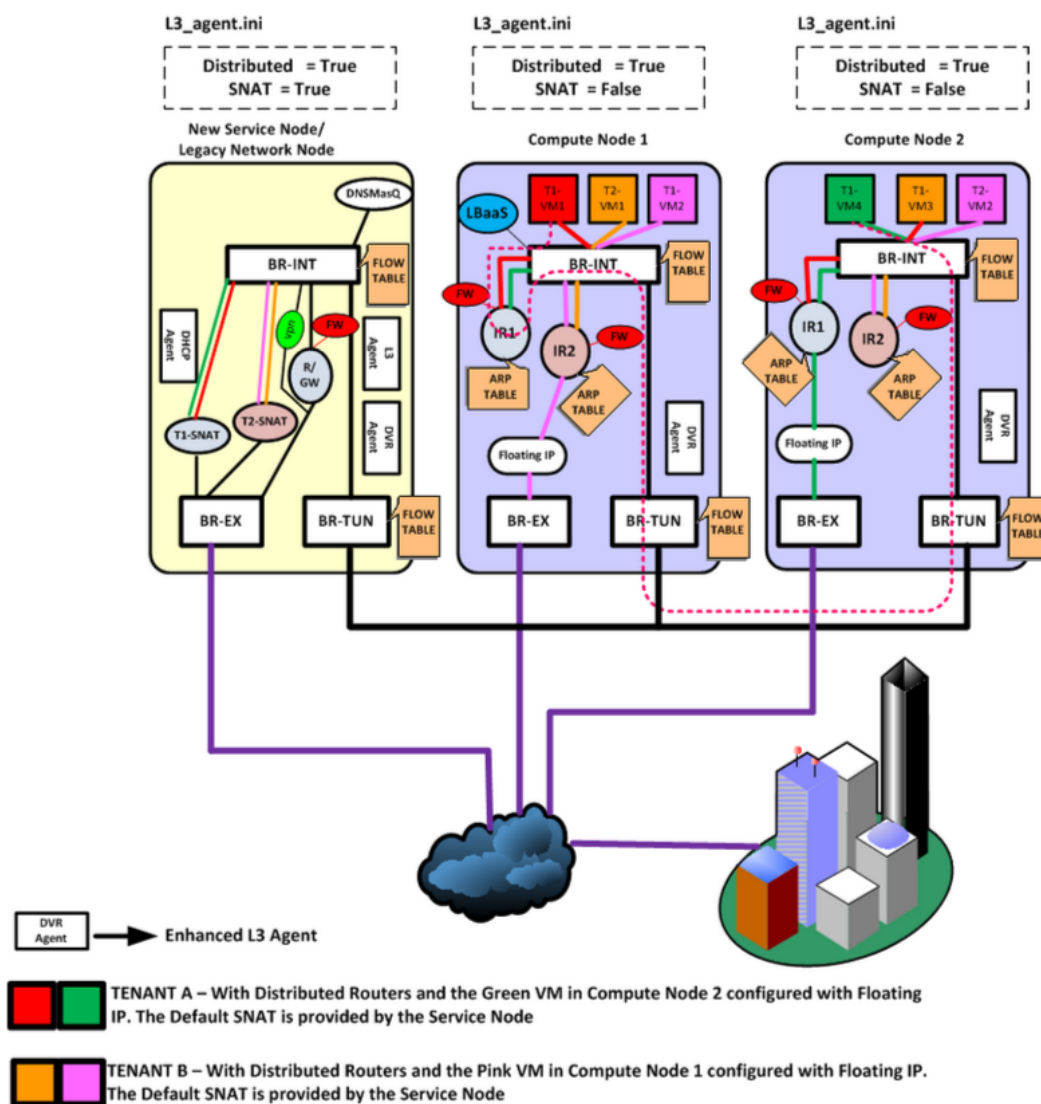 L3_agent.ini
L3_agent.ini
L3_agent.ini
Distributed = True
SNAT = True
Distributed = True
SNAT = False
Distributed = True
SNAT = False
New Service Node/
Legacy Network Node
Compute Node 1
Compute Node 2
DNSMasQ
BR-INT
FLOW
TABLE
DHCP
Agent
vpn
FW
R/
GW
L3
Agent
T1-SNAT
T2-SNAT
DVR
Agent
BR-EX
BR-TUN
FLOW
TABLE
LBaaS
T1-
VM1
T2-
VM1
T1-
VM2
BR-INT
FLOW
TABLE
FW
IR1
IR2
FW
ARP
TABLE
ARP
TABLE
Floating IP
DVR
Agent
BR-EX
BR-TUN
FLOW
TABLE
T1-
VM4
T1-
VM3
T2-
VM2
BR-INT
FLOW
TABLE
FW
IR1
IR2
FW
ARP
TABLE
ARP
TABLE
Floating IP
DVR
Agent
BR-EX
BR-TUN
FLOW
TABLE
DVR
Agent
Enhanced L3 Agent
TENANT A – With Distributed Routers and the Green VM in Compute Node 2 configured with Floating
IP. The Default SNAT is provided by the Service Node
TENANT B – With Distributed Routers and the Pink VM in Compute Node 1 configured with Floating IP.
The Default SNAT is provided by the Service Node